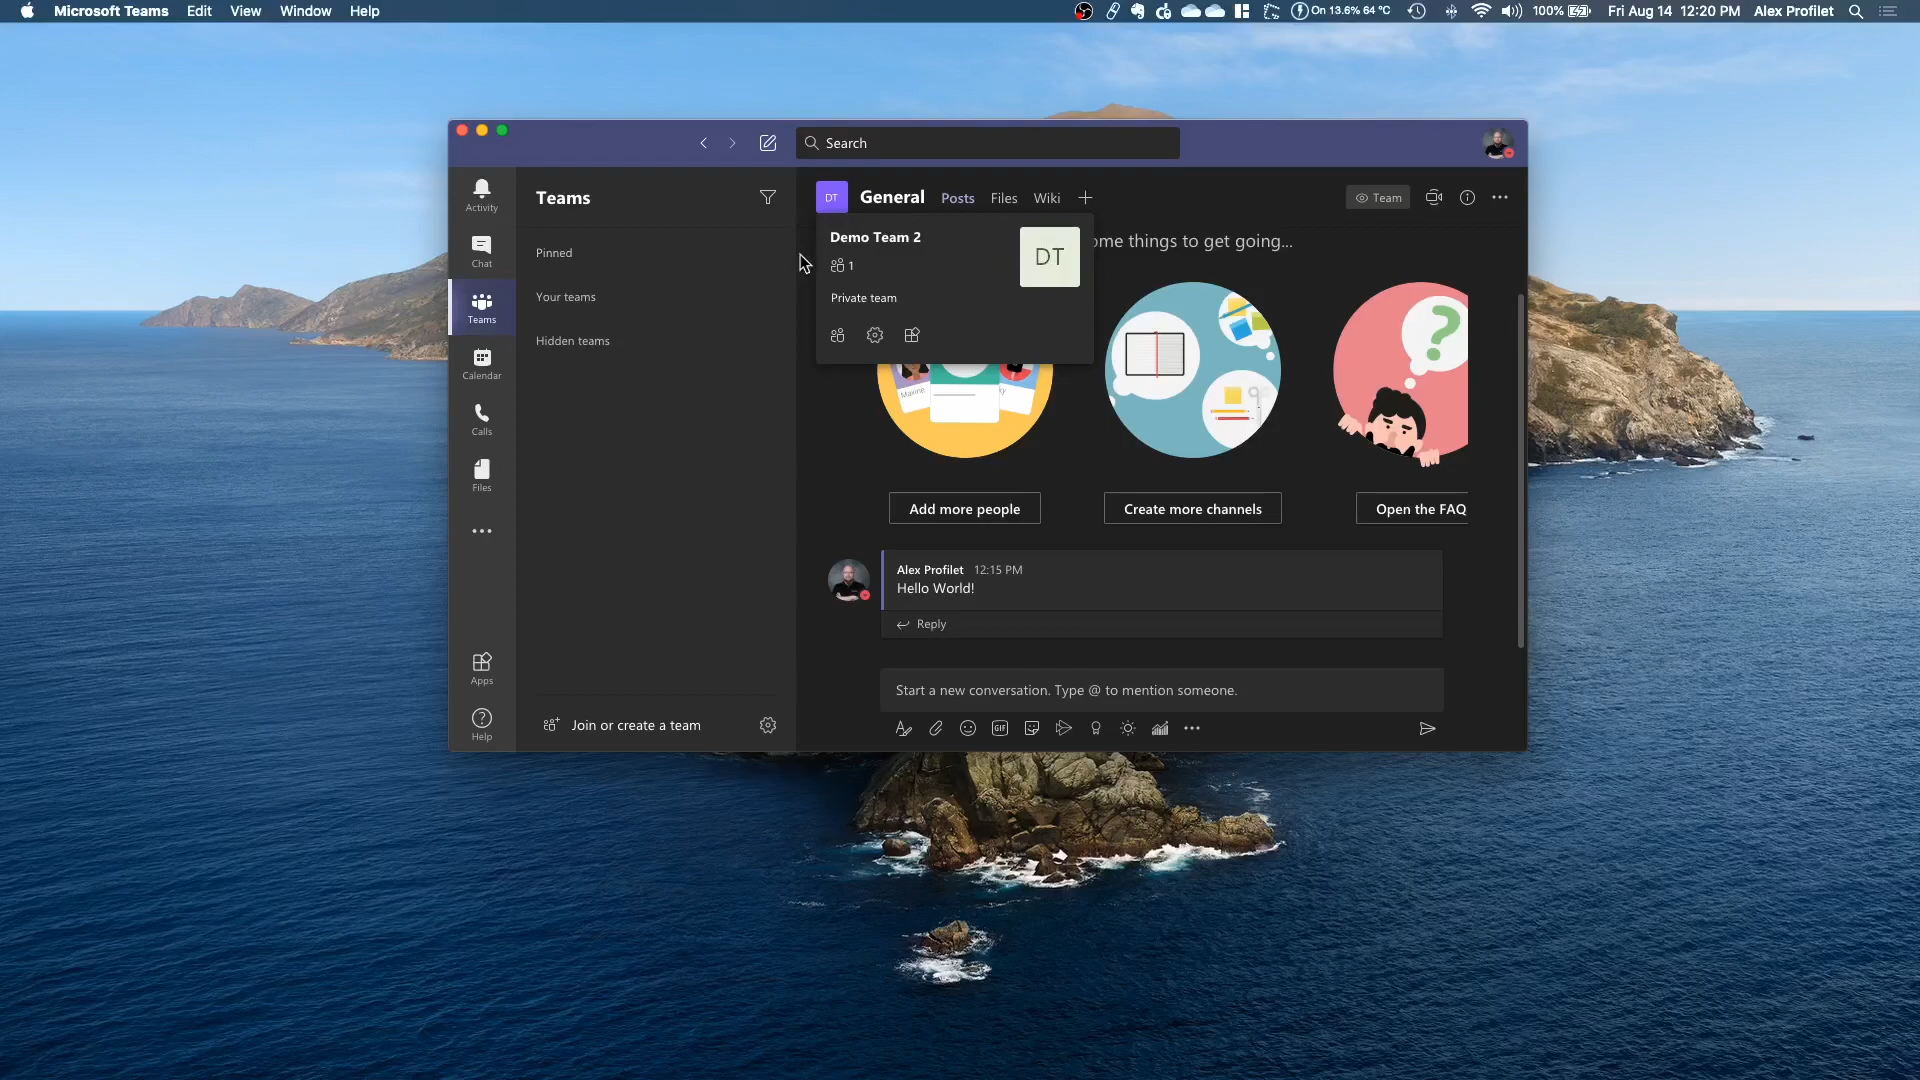 Microsoft Teams Edit View Window Help
On 13.6% 64 °C 100% Fri Aug 14 12:20 PM Alex Profilet
Search
Activity
Chat
Teams
Calendar
Calls
Files
Apps
Help
Teams
Pinned
Your teams
Hidden teams
Join or create a team
DT General Posts Files Wiki
Team
Demo Team 2
1
Private team
DT
ome things to get going...
Maxine
GIF
Add more people
Create more channels
Open the FAQ
Alex Profilet 12:15 PM
Hello World!
Reply
Start a new conversation. Type @ to mention someone.